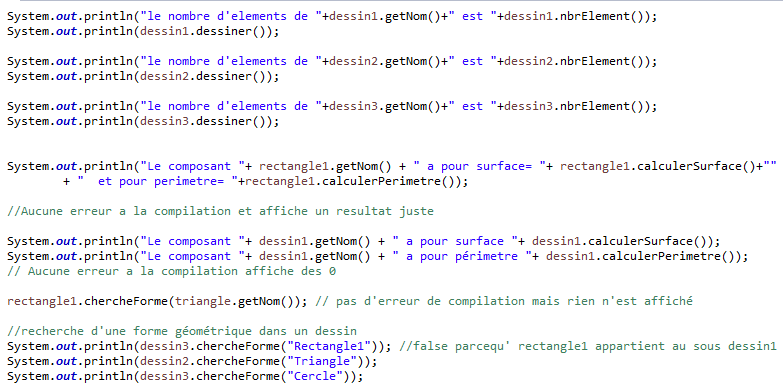 System.out.println("le nombre d'elements de "+dessin1.getNom()+" est "+dessin1.nbrElement());
System.out.println(dessin1.dessiner());
System.out.println("le nombre d'elements de "+dessin2.getNom()+" est "+dessin2.nbrElement());
System.out.println(dessin2.dessiner());
System.out.println("le nombre d'elements de "+dessin3.getNom()+" est "+dessin3.nbrElement());
System.out.println(dessin3.dessiner());
System.out.println("Le composant "+ rectangle1.getNom() + " a pour surface= "+ rectangle1.calculerSurface()+""
+ "  et pour perimetre= "+rectangle1.calculerPerimetre());
//Aucune erreur a la compilation et affiche un resultat juste
System.out.println("Le composant "+ dessin1.getNom() + " a pour surface "+ dessin1.calculerSurface());
System.out.println("Le composant "+ dessin1.getNom() + " a pour périmetre "+ dessin1.calculerPerimetre());
// Aucune erreur a la compilation affiche des 0
rectangle1.chercheForme(triangle.getNom()); // pas d'erreur de compilation mais rien n'est affiché
//recherche d'une forme géométrique dans un dessin
System.out.println(dessin3.chercheForme("Rectangle1")); //false parcequ' rectangle1 appartient au sous dessin1
System.out.println(dessin2.chercheForme("Triangle"));
System.out.println(dessin3.chercheForme("Cercle"));